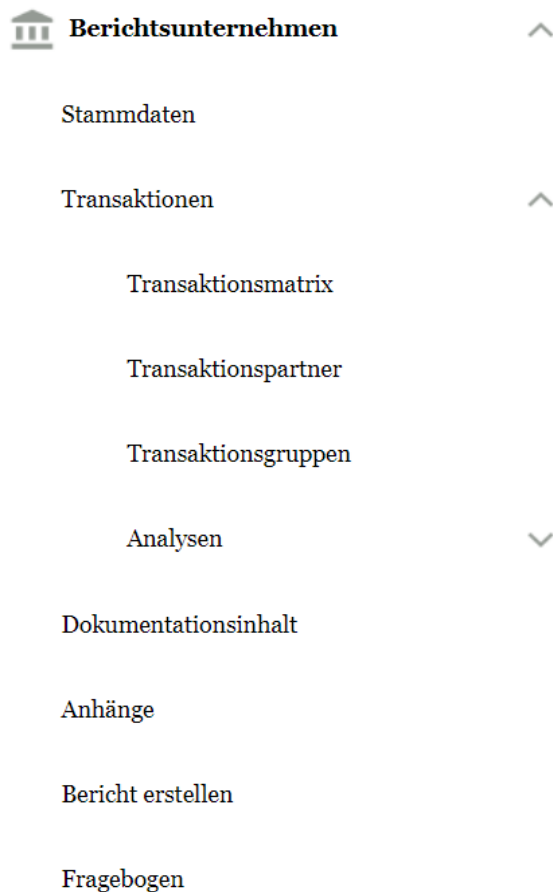 Berichtsunternehmen
Stammdaten
Transaktionen
Transaktionsmatrix
Transaktionspartner
Transaktionsgruppen
Analysen
Dokumentationsinhalt
Anhänge
Bericht erstellen
Fragebogen